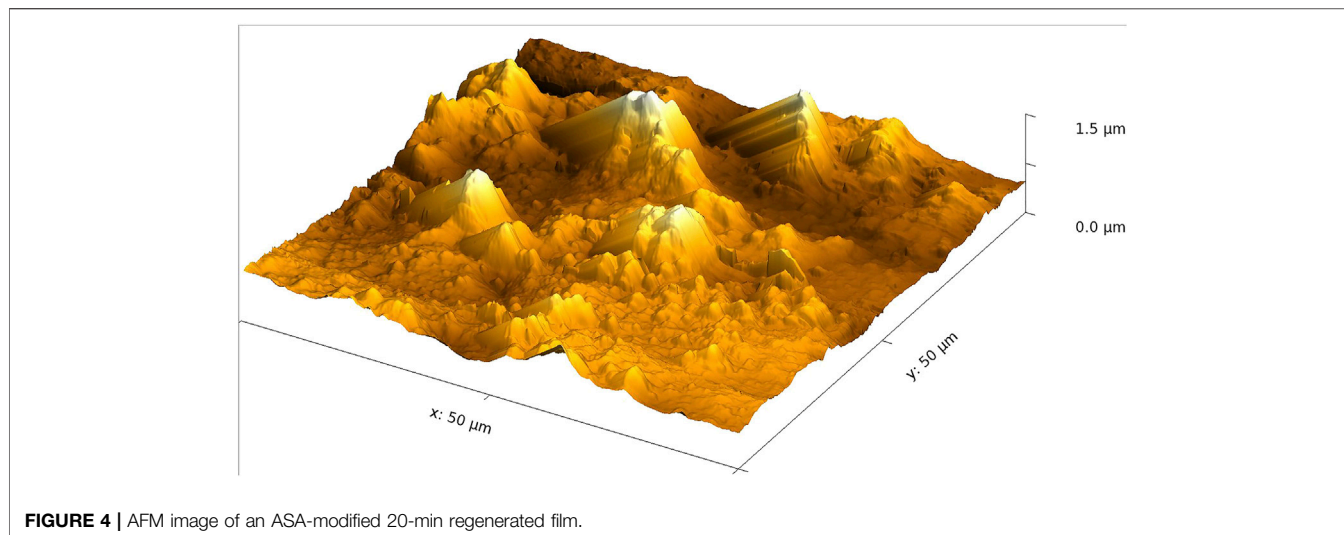 1.5 µm
0.0 µm
y: 50 µm
x: 50 µm
FIGURE 4 | AFM image of an ASA-modified 20-min regenerated film.